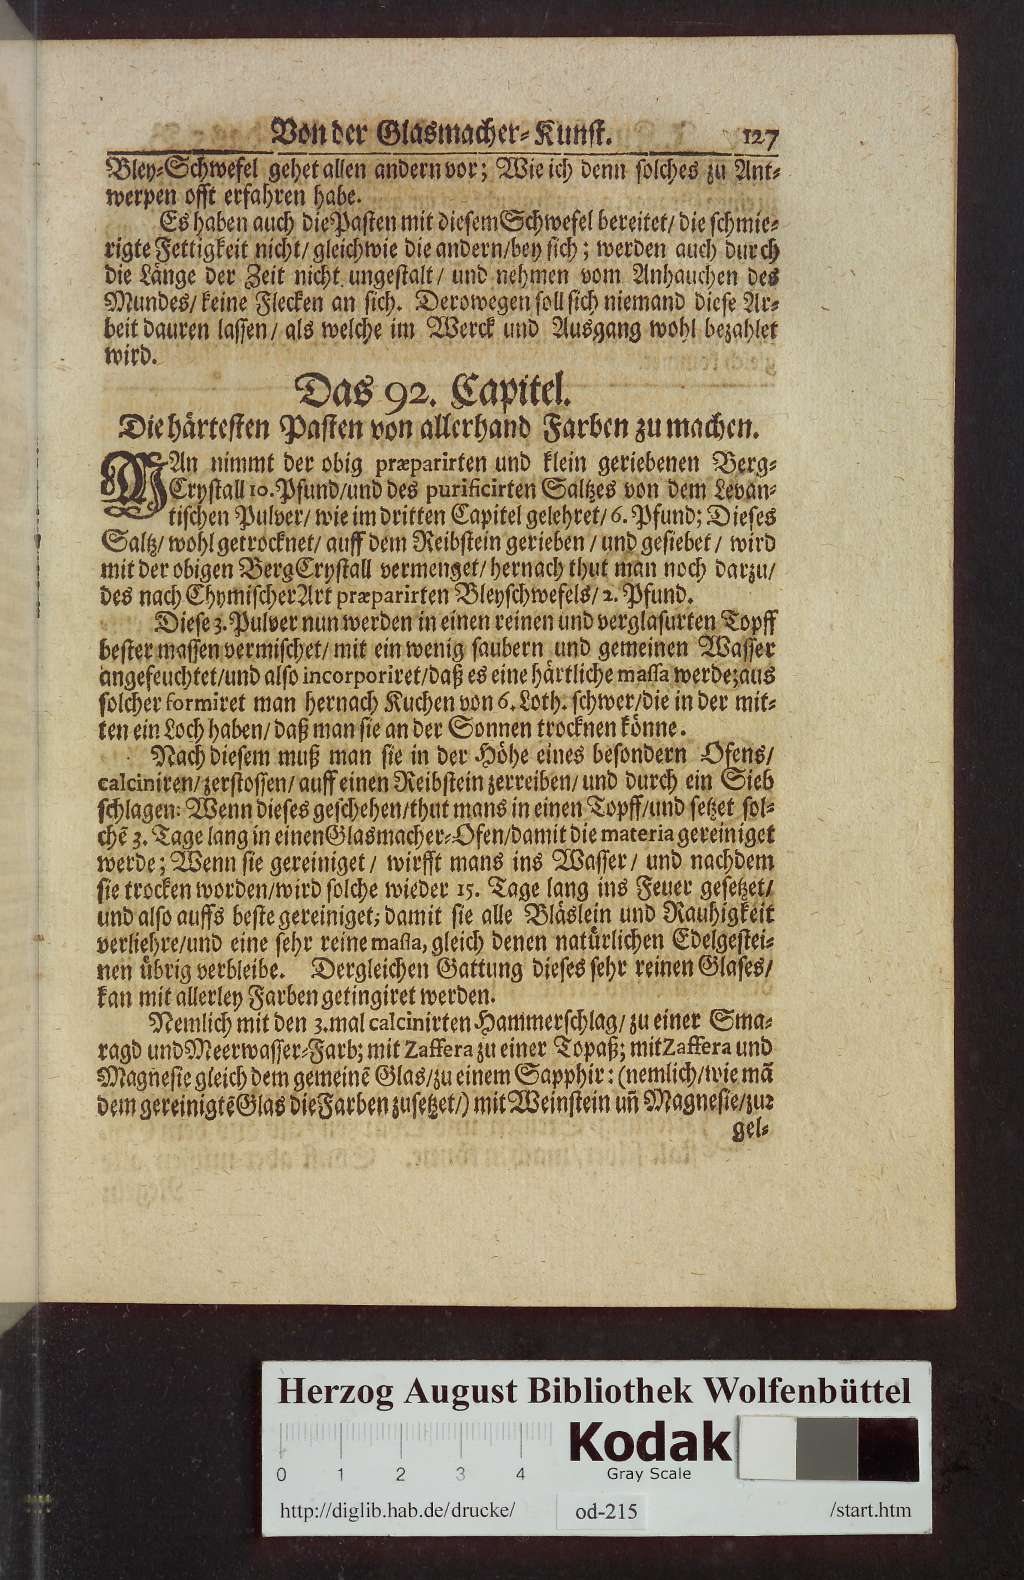 Von der Glasmacher-Kunst. 127
Bley-Schwefel gehet allen andern vor; Wie ich denn solches zu Ant-
werpen offt erfahren habe.
Es haben auch die Pasten mit diesem Schwefel bereitet/ die schmie-
rigte Fettigkeit nicht/ gleichwie die andern/ bey sich; werden auch durch
die Länge der Zeit nicht ungestalt/ und nehmen vom Anhauchen des
Mundes/ keine Flecken an sich. Derowegen soll sich niemand diese Ar-
beit dauren lassen/ als welche im Werck und Ausgang wohl bezahlet
wird.
Das 92. Capitel.
Die härtesten Pasten von allerhand Farben zu machen.
MAn nimmt der obig præparirten und klein geriebenen Berg-
Crystall 10. Pfund/ und des purificirten Saltzes von dem Levan-
tischen Pulver/ wie im dritten Capitel gelehret/ 6. Pfund; Dieses
Saltz/ wohl getrocknet/ auff dem Reibstein gerieben/ und gesiebet/ wird
mit der obigen BergCrystall vermenget/ hernach thut man noch darzu/
des nach Chymischer Art præparirten Bleyschwefels/ 2. Pfund.
Diese 3. Pulver nun werden in einen reinen und verglasurten Topff
bester massen vermischet/ mit ein wenig saubern und gemeinen Wasser
angefeuchtet/ und also incorporiret/ daß es eine härtliche massa werde; aus
solcher formiret man hernach Kuchen von 6. Loth. schwer/ die in der mit-
ten ein Loch haben/ daß man sie an der Sonnen trocknen könne.
Nach diesem muß man sie in der Höhe eines besondern Ofens/
calciniren/ zerstossen/ auff einen Reibstein zerreiben/ und durch ein Sieb
schlagen: Wenn dieses geschehen/ thut mans in einen Topff/ und setzet sol-
chē 3. Tage lang in einen Glasmacher-Ofen/ damit die materia gereiniget
werde; Wenn sie gereiniget/ wirfft mans ins Wasser/ und nachdem
sie trocken worden/ wird solche wieder 15. Tage lang ins Feuer gesetzet/
und also auffs beste gereiniget; damit sie alle Bläslein und Rauhigkeit
verliehre/ und eine sehr reine massa, gleich denen natürlichen Edelgestei-
nen übrig verbleibe. Dergleichen Gattung dieses sehr reinen Glases/
kan mit allerley Farben getingiret werden.
Nemlich mit den 3. mal calcinirten Hammerschlag/ zu einer Sma-
ragd und Meerwasser-Farb; mit Zaffera zu einer Topaß; mit Zaffera und
Magnesie gleich dem gemeinē Glas/ zu einem Sapphir: (nemlich/ wie mā
dem gereinigtē Glas die Farben zusetzet/) mit Weinstein uñ Magnesie/ zur
gel-
Herzog August Bibliothek Wolfenbüttel
Kodak
Gray Scale
0 1 2 3 4
http://diglib.hab.de/drucke/ od-215 /start.htm